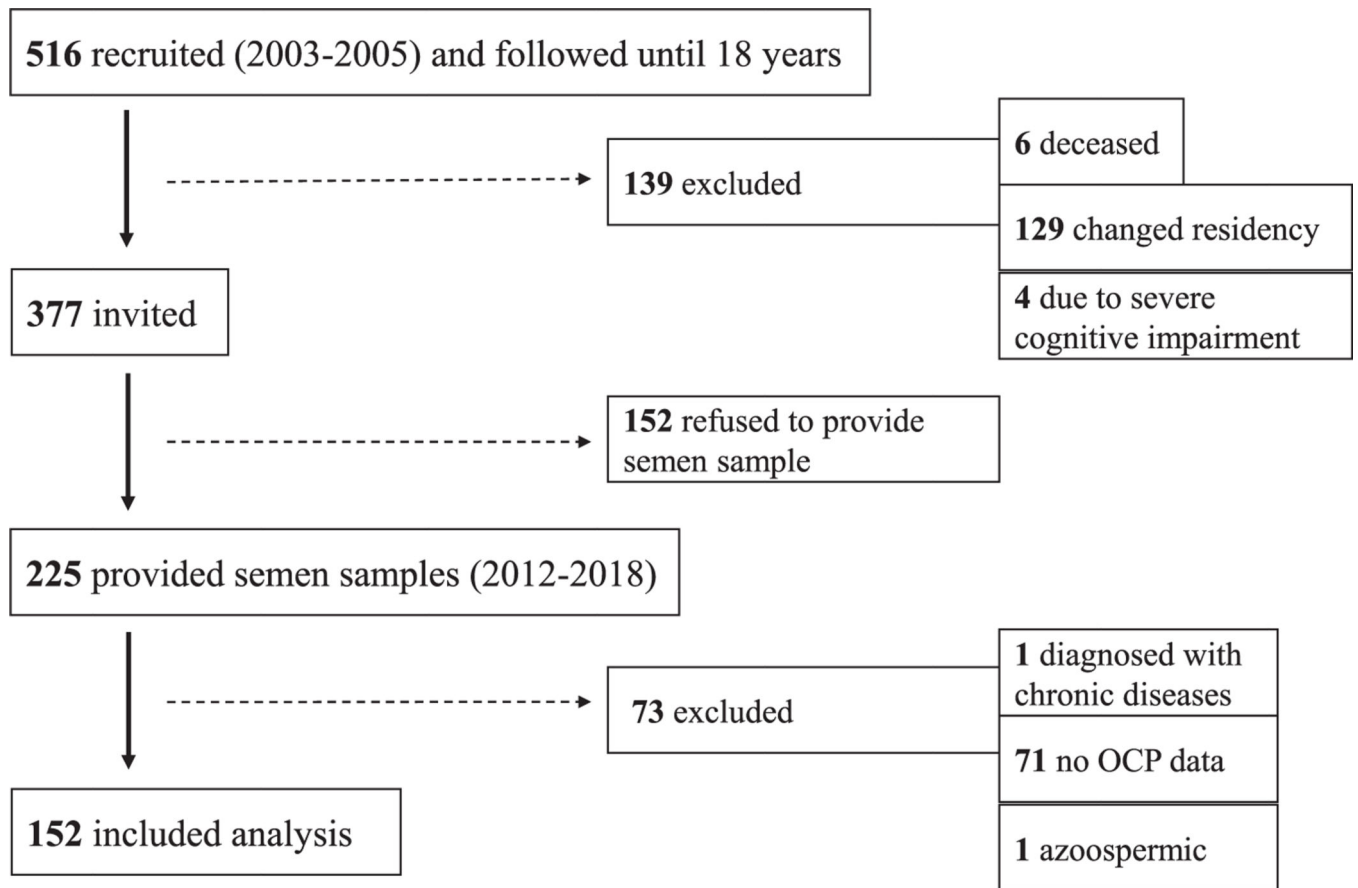 516 recruited (2003-2005) and followed until 18 years
139 excluded
6 deceased
129 changed residency
4 due to severe
cognitive impairment
377 invited
152 refused to provide
semen sample
225 provided semen samples (2012-2018)
73 excluded
1 diagnosed with
chronic diseases
71 no OCP data
1 azoospermic
152 included analysis